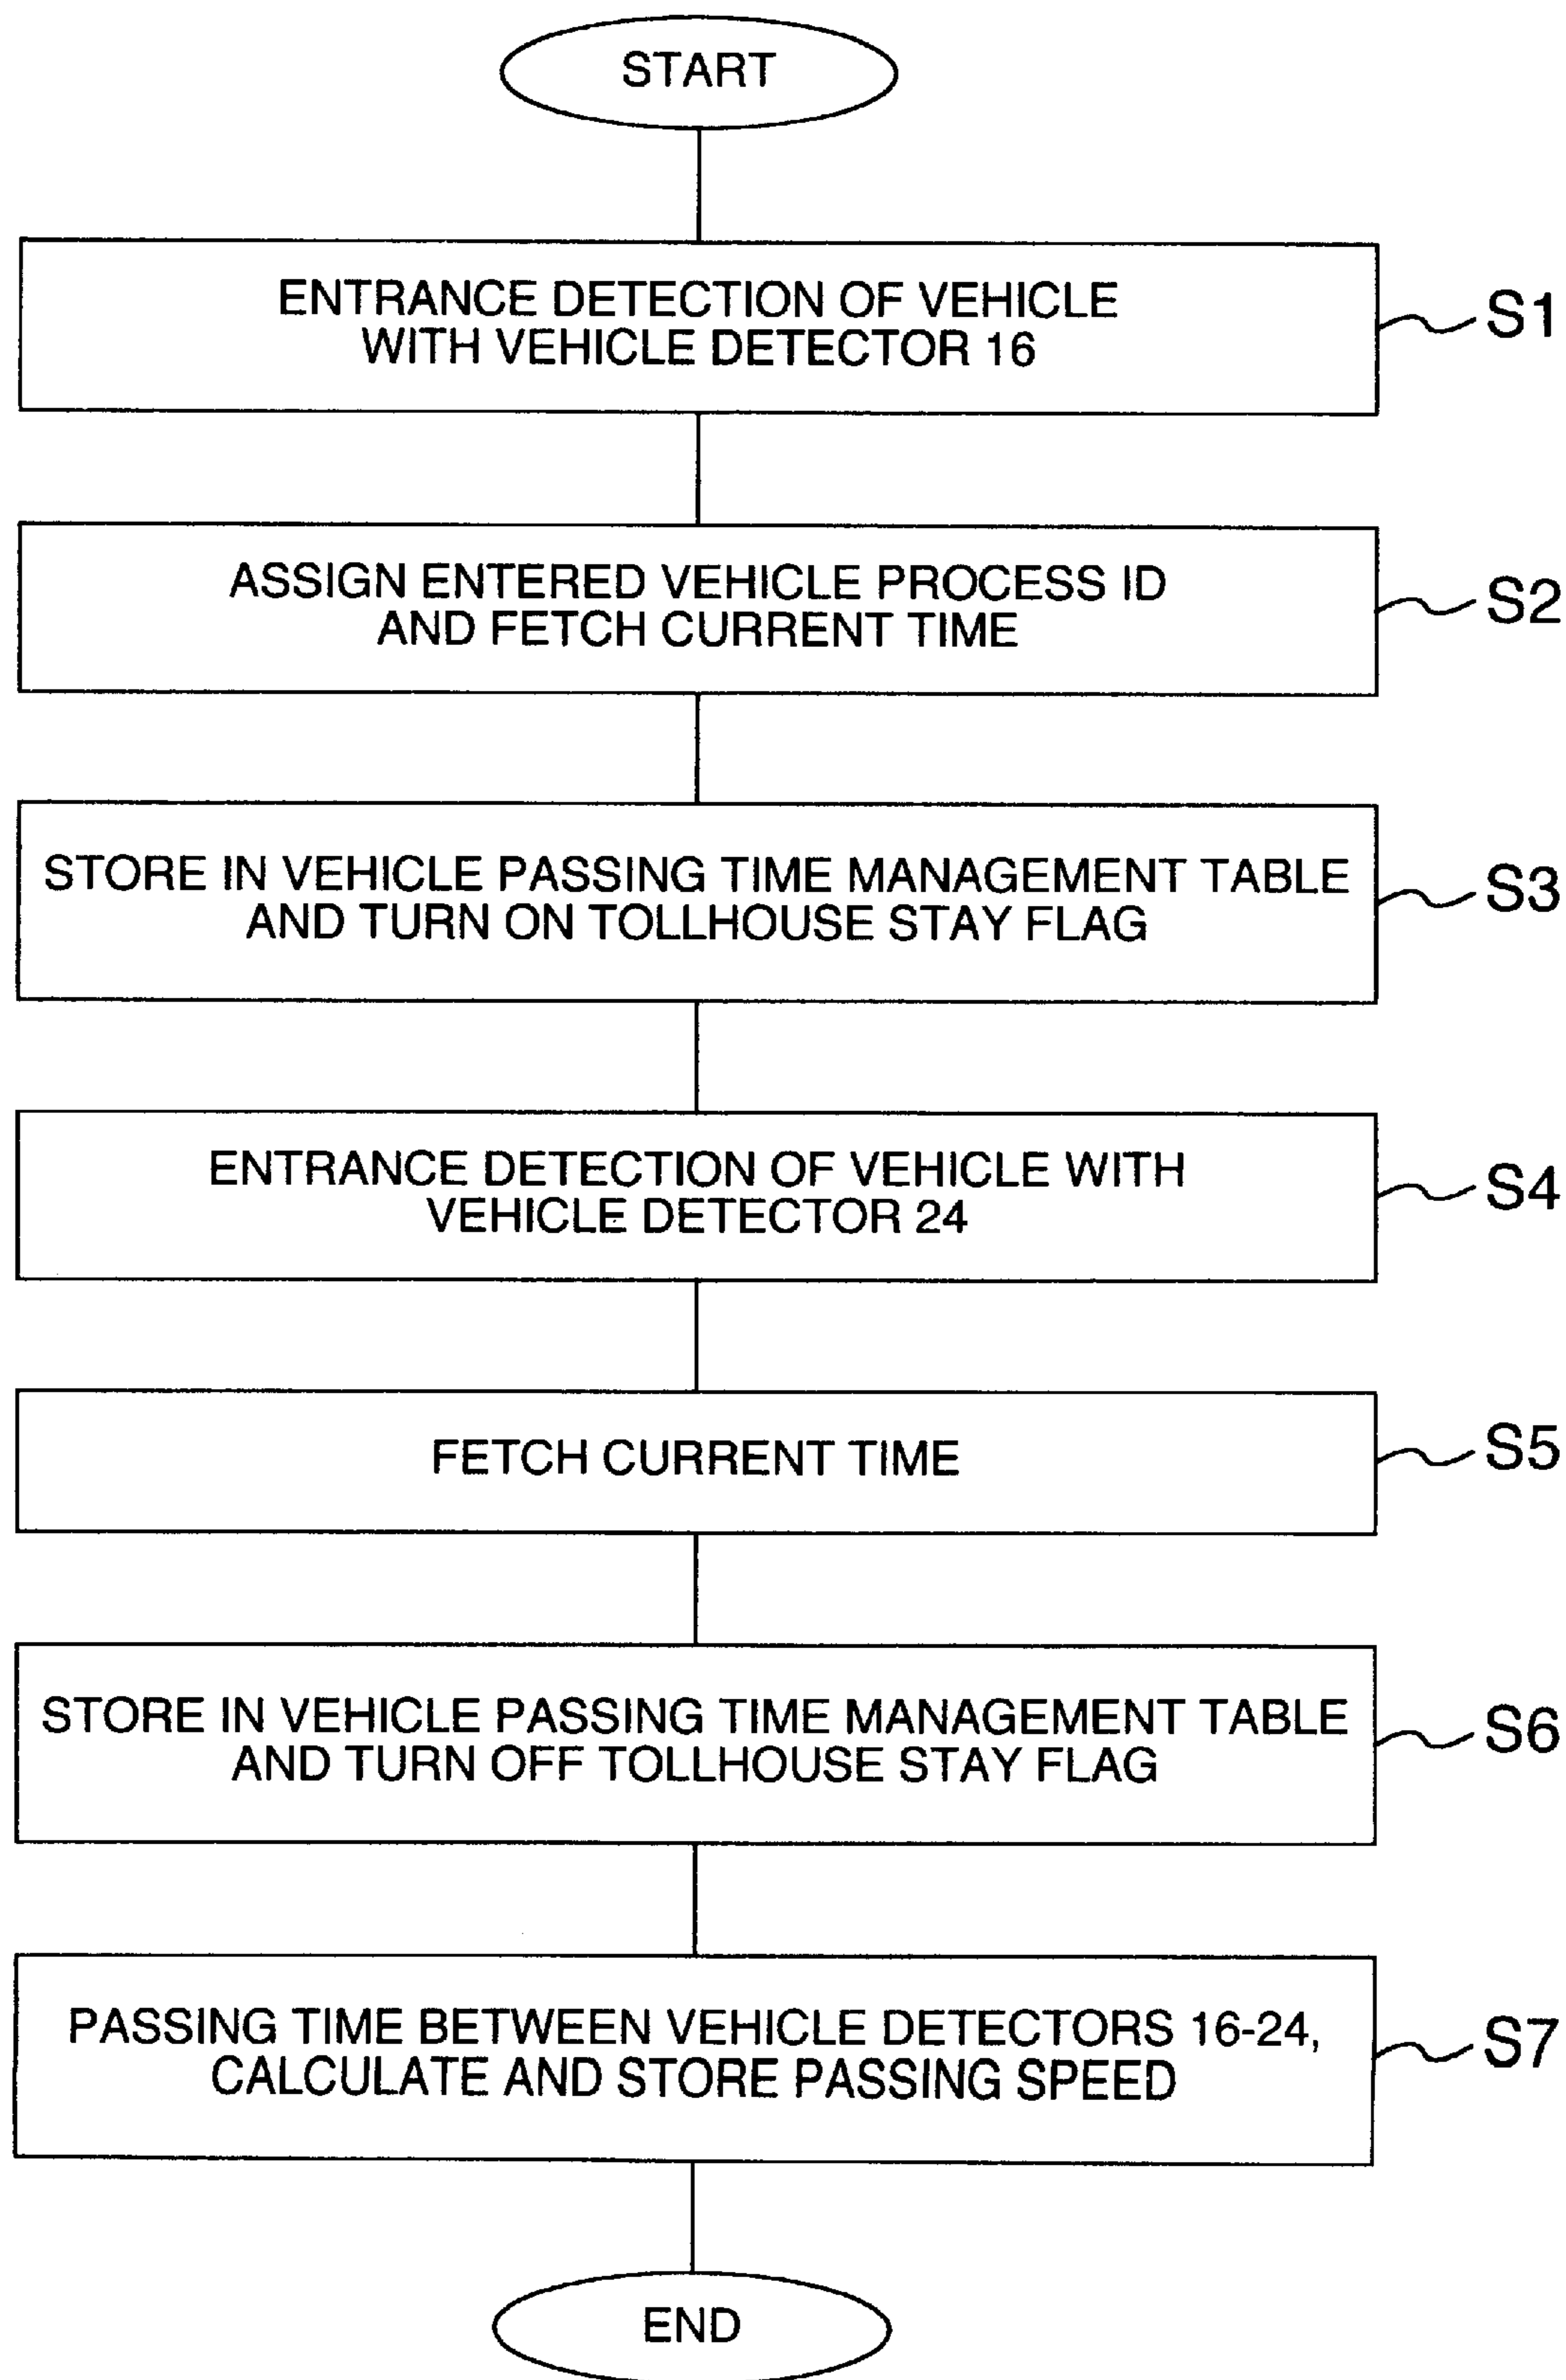 START
ENTRANCE DETECTION OF VEHICLE
WITH VEHICLE DETECTOR 16
S1
ASSIGN ENTERED VEHICLE PROCESS ID
AND FETCH CURRENT TIME
S2
STORE IN VEHICLE PASSING TIME MANAGEMENT TABLE
AND TURN ON TOLLHOUSE STAY FLAG
S3
ENTRANCE DETECTION OF VEHICLE WITH
VEHICLE DETECTOR 24
S4
FETCH CURRENT TIME
S5
STORE IN VEHICLE PASSING TIME MANAGEMENT TABLE
AND TURN OFF TOLLHOUSE STAY FLAG
S6
PASSING TIME BETWEEN VEHICLE DETECTORS 16-24,
CALCULATE AND STORE PASSING SPEED
S7
END